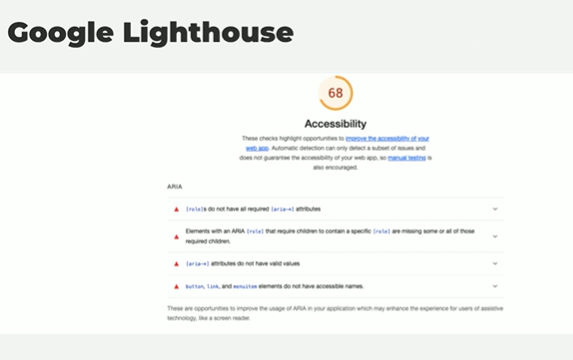 Google Lighthouse
68
Accessibility
These checks highlight opportunities to improve the accessibility of your
web app. Automatic detection can only detect a subset of issues and
does not guarantee the accessibility of your web app, so manual testing is
also encouraged.
ARIA
[role]s do not have all required [aria-*] attributes
Elements with an ARIA [role] that require children to contain a specific [role] are missing some or all of those
required children.
[aria-*] attributes do not have valid values
button, link, and menuitem elements do not have accessible names.
These are opportunities to improve the usage of ARIA in your application which may enhance the experience for users of assistive
technology, like a screen reader.